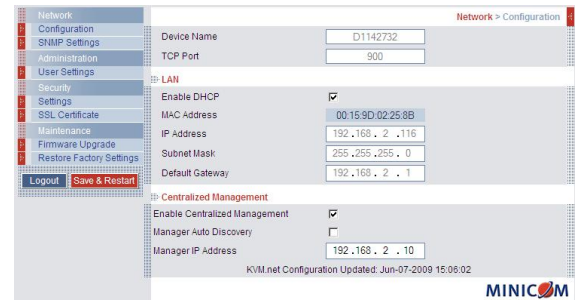 Network
Configuration
SNMP Settings
Administration
User Settings
Security
Settings
SSL Certificate
Maintenance
Firmware Upgrade
Restore Factory Settings
Logout Save & Restart
Network > Configuration
Device Name D1142732
TCP Port 900
LAN
Enable DHCP
MAC Address 00:15:9D:02:25:8B
IP Address 192.168. 2 .116
Subnet Mask 255.255.255. 0
Default Gateway 192.168. 2 . 1
Centralized Management
Enable Centralized Management
Manager Auto Discovery
Manager IP Address 192.168. 2 . 10
KVM.net Configuration Updated: Jun-07-2009 15:06:02
MINICOM